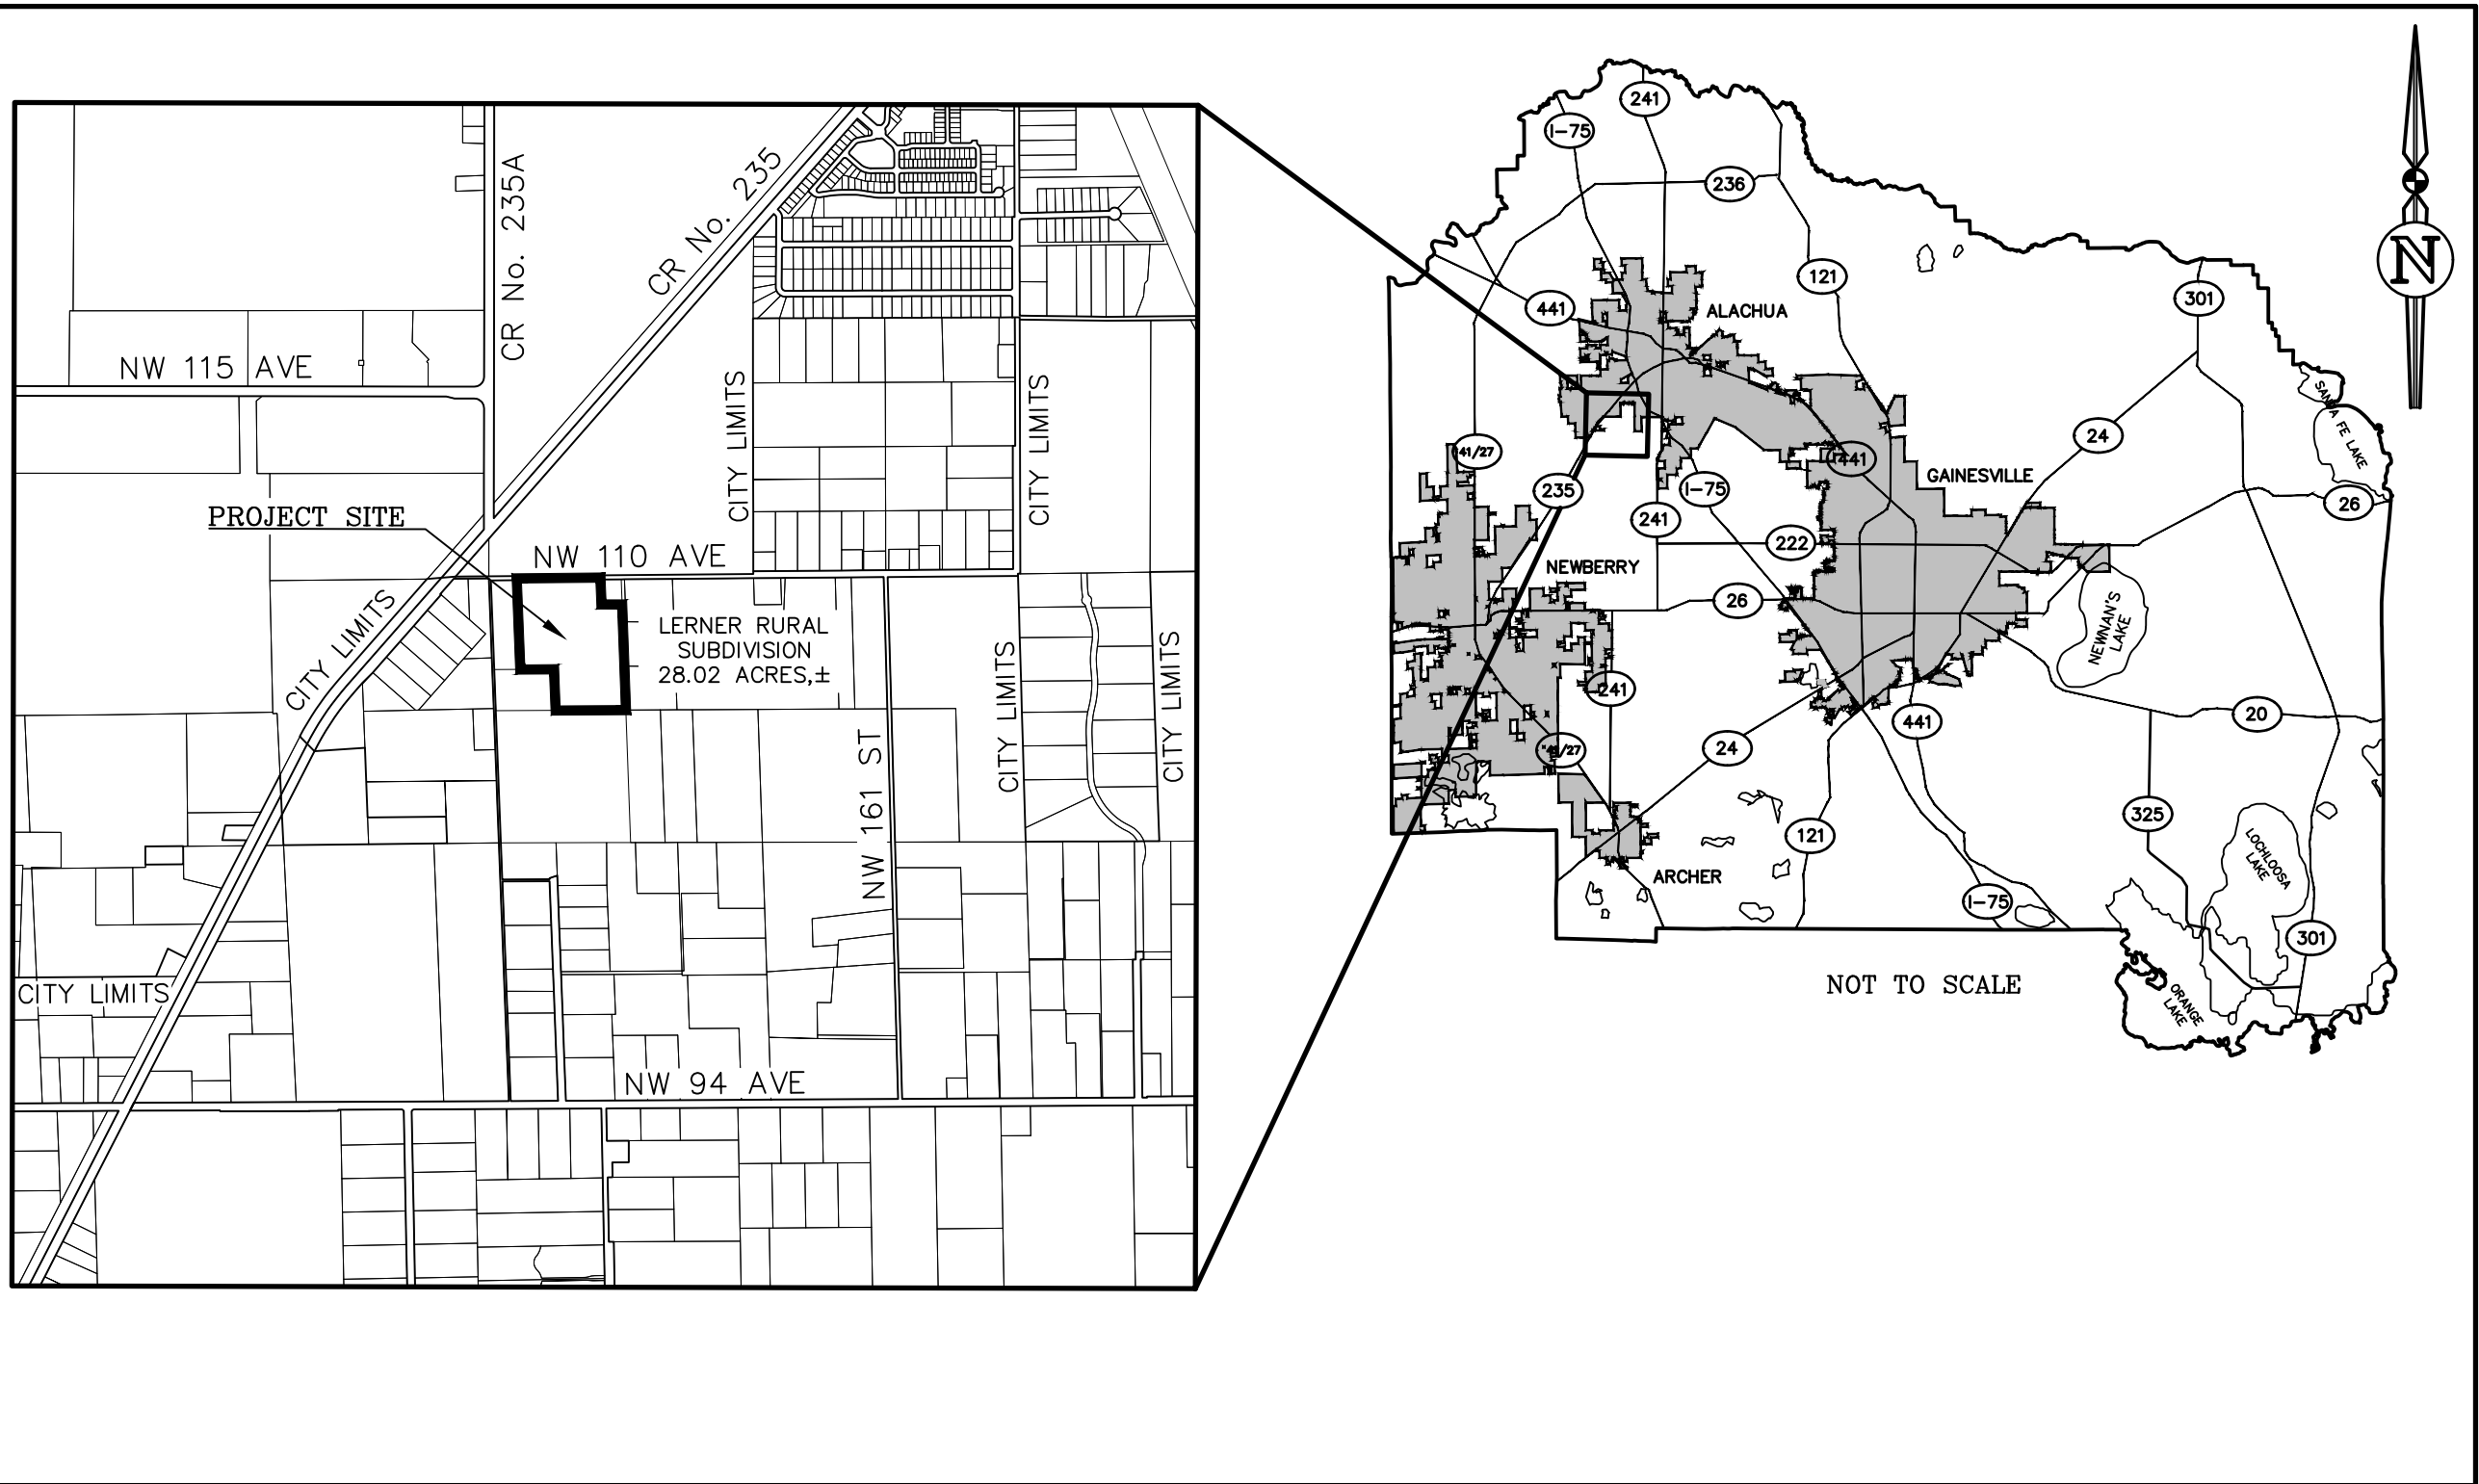 CR No. 235A
CR No. 235
NW 115 AVE
CITY LIMITS
CITY LIMITS
PROJECT SITE
NW 110 AVE
CITY LIMITS
LERNER RURAL
SUBDIVISION
28.02 ACRES,±
CITY LIMITS
CITY LIMITS
NW 161 ST
CITY LIMITS
NW 94 AVE
N
241
I-75
236
121
441
ALACHUA
301
SANTA FE LAKE
24
41/27
441
GAINESVILLE
235
I-75
26
241
222
NEWBERRY
26
NEWNAN'S
LAKE
241
441
20
24
41/27
325
121
LOCHLOOSA
LAKE
ARCHER
I-75
301
NOT TO SCALE
ORANGE
LAKE